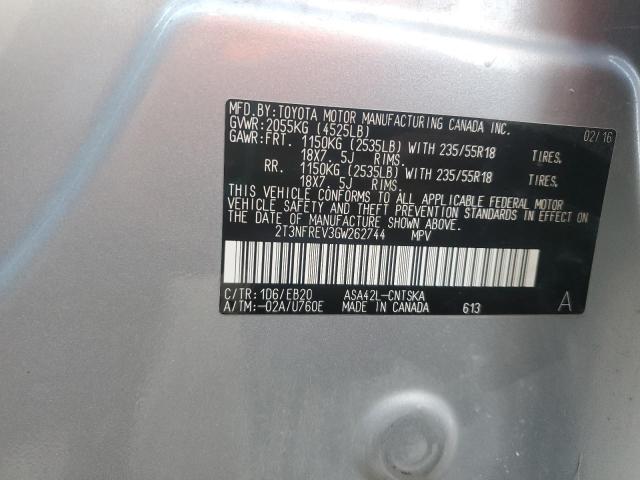 MFD.BY:TOYOTA MOTOR MANUFACTURING CANADA INC.
GVWR:2055KG (4525LB) 02/16
GAWR:FRT. 1150KG (2535LB) WITH 235/55R18 TIRES,
18X7.5J RIMS.
RR. 1150KG (2535LB) WITH 235/55R18 TIRES,
18X7.5J RIMS.
THIS VEHICLE CONFORMS TO ALL APPLICABLE FEDERAL MOTOR
VEHICLE SAFETY AND THEFT PREVENTION STANDARDS IN EFFECT ON
THE DATE OF MANUFACTURE SHOWN ABOVE.
2T3NFREV3GW262744 MPV
C/TR:1D6/EB20 ASA42L-CNTSKA
A/TM:-02A/U760E MADE IN CANADA 613 A